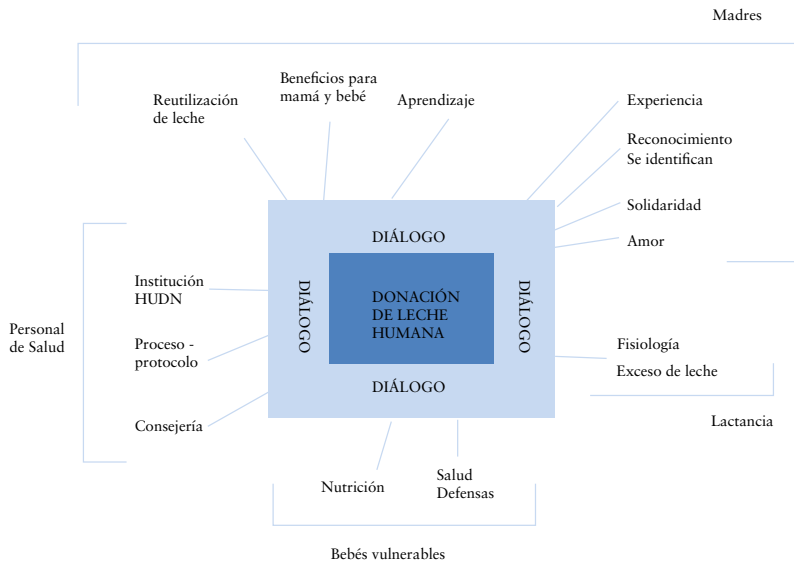 Madres
Beneficios para
mamá y bebé
Reutilización
de leche
Aprendizaje
Experiencia
Reconocimiento
Se identifican
Solidaridad
Amor
DIÁLOGO
DIÁLOGO
DONACIÓN
DE LECHE
HUMANA
DIÁLOGO
DIÁLOGO
Institución
HUDN
Personal
de Salud
Proceso -
protocolo
Consejería
Fisiología
Exceso de leche
Lactancia
Nutrición
Salud
Defensas
Bebés vulnerables